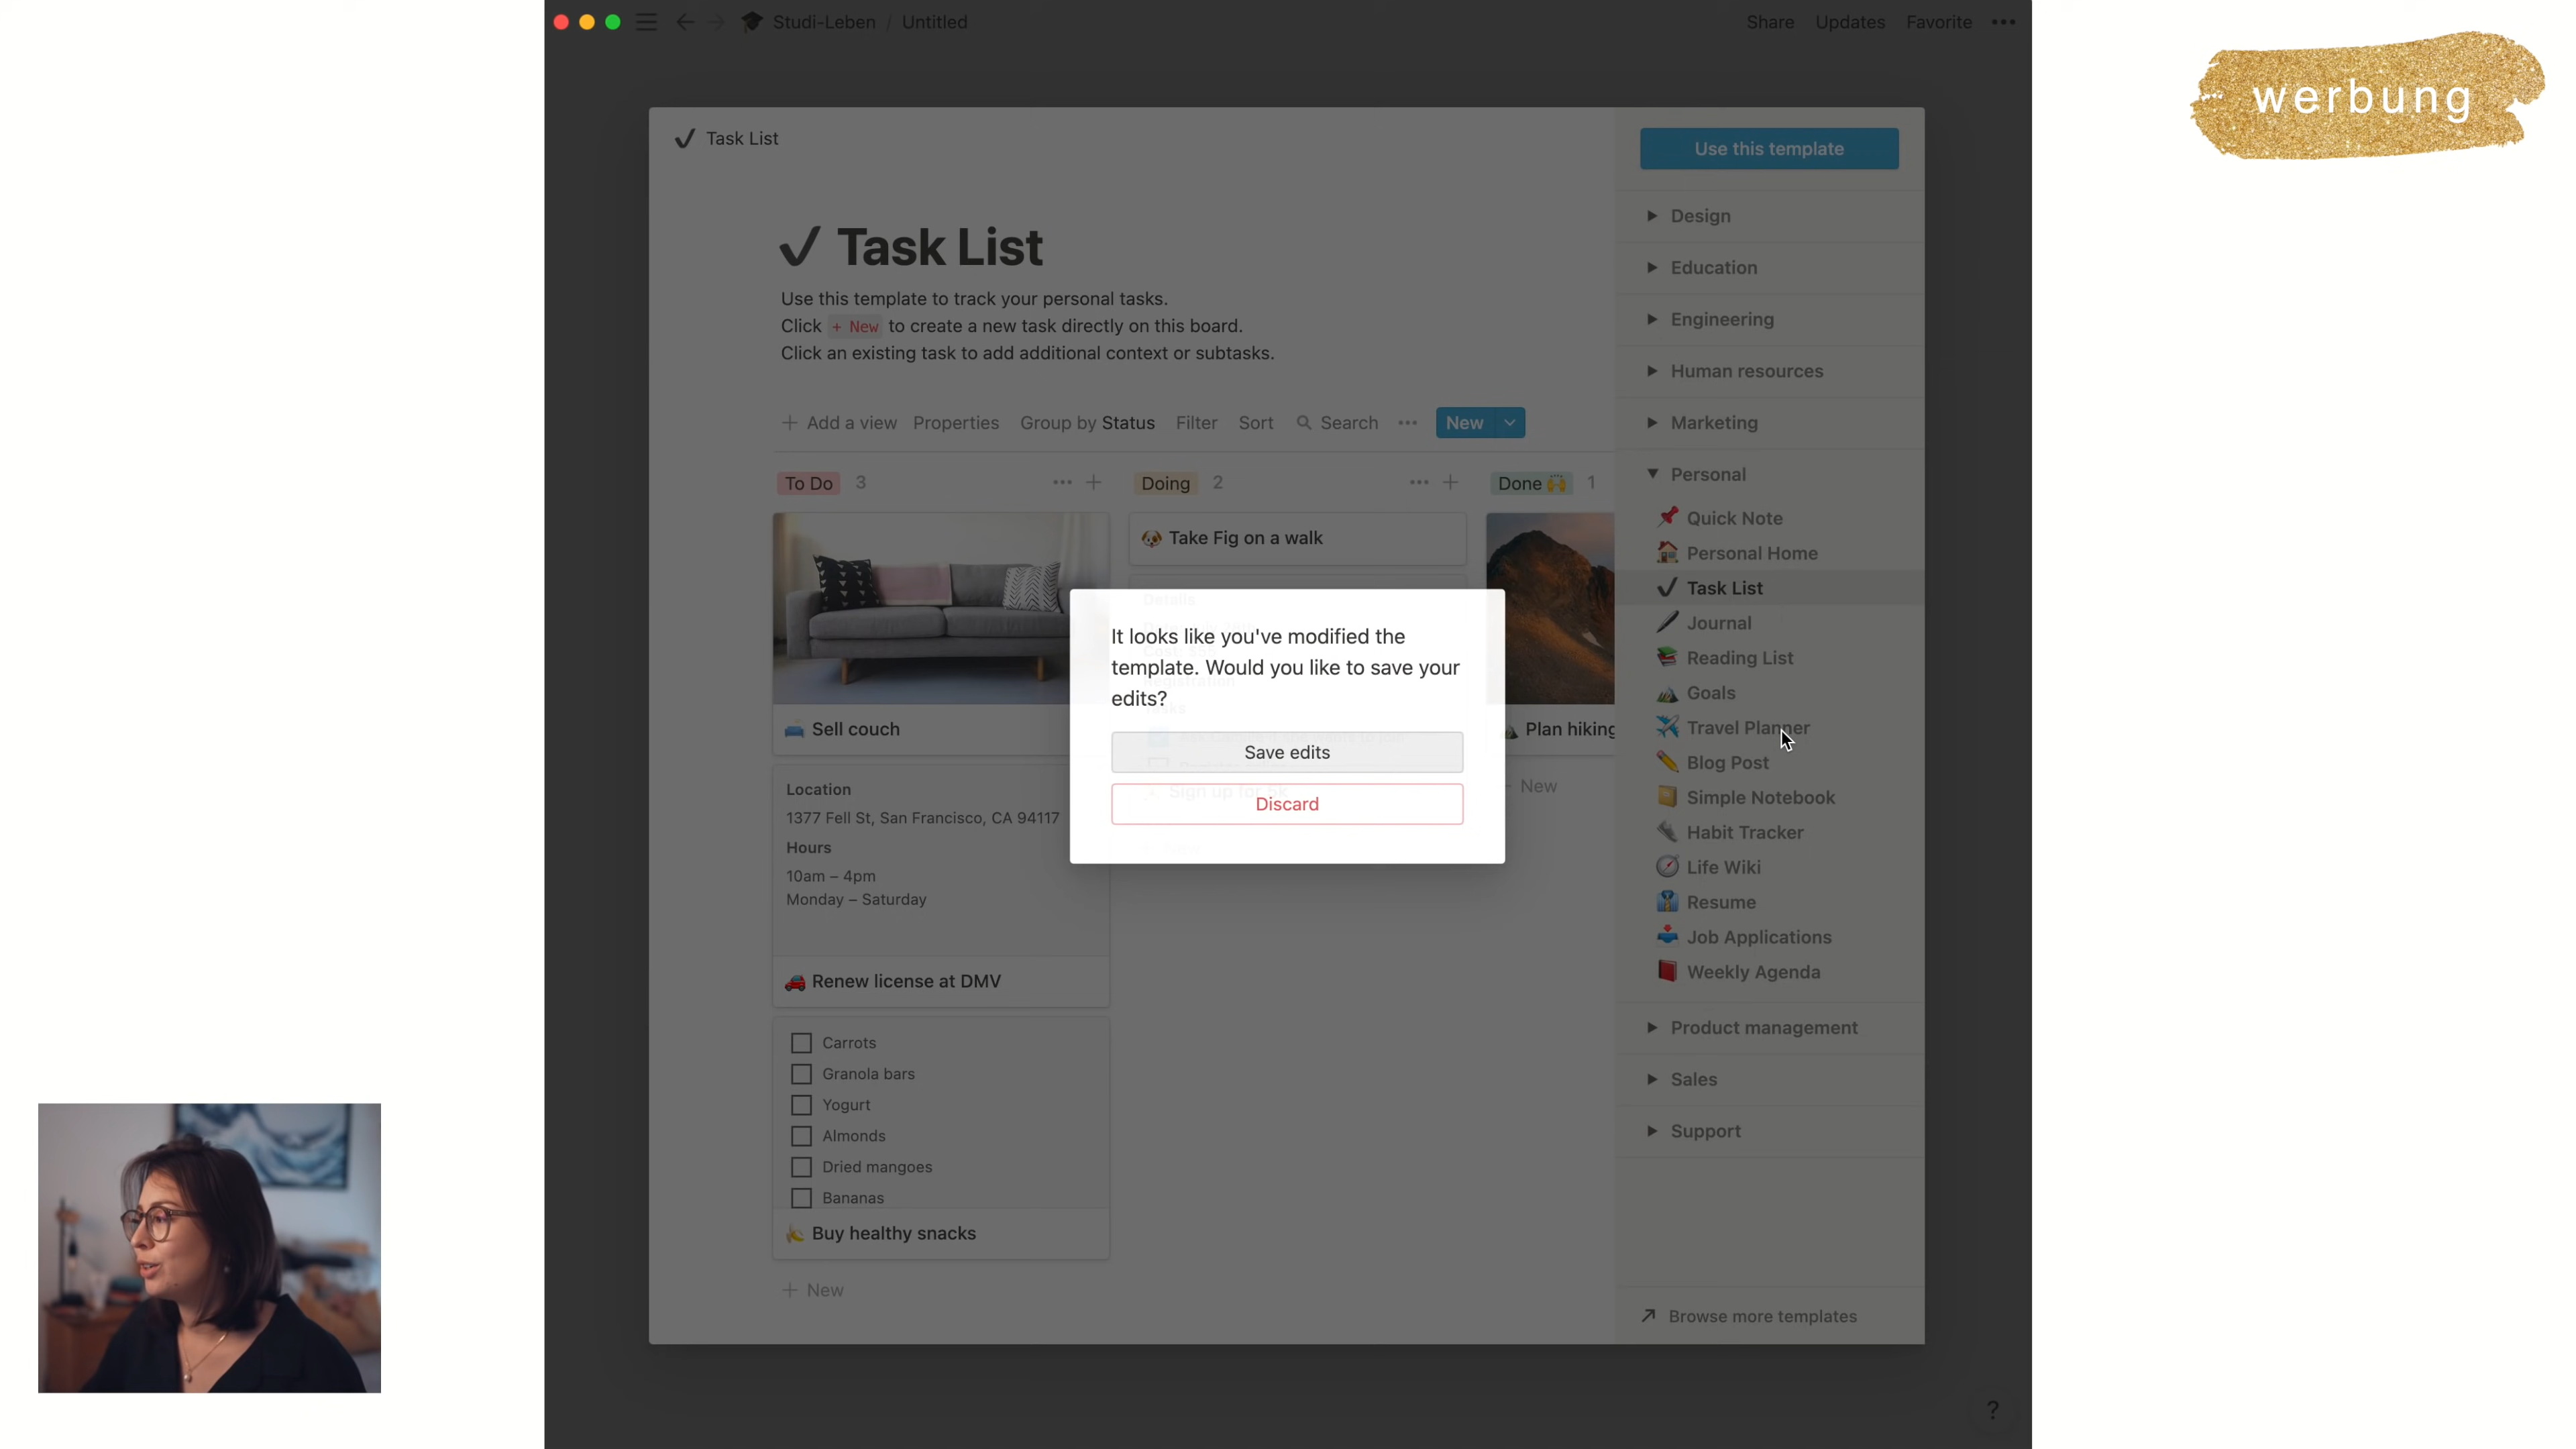 Studi-Leben / Untitled
Share Updates Favorite
werbung
Task List
Use this template
Task List
Use this template to track your personal tasks.
Click + New to create a new task directly on this board.
Click an existing task to add additional context or subtasks.
Add a view Properties Group by Status Filter Sort Search New
To Do 3
Doing 2
Done 1
Take Fig on a walk
Sell couch
Plan hiking
Location
1377 Fell St, San Francisco, CA 94117
Hours
10am – 4pm
Monday – Saturday
Renew license at DMV
Carrots
Granola bars
Yogurt
Almonds
Dried mangoes
Bananas
Buy healthy snacks
+ New
New
Details
Sign up for 5k
It looks like you've modified the
template. Would you like to save your
edits?
Save edits
Discard
Design
Education
Engineering
Human resources
Marketing
Personal
Quick Note
Personal Home
Task List
Journal
Reading List
Goals
Travel Planner
Blog Post
Simple Notebook
Habit Tracker
Life Wiki
Resume
Job Applications
Weekly Agenda
Product management
Sales
Support
Browse more templates
?